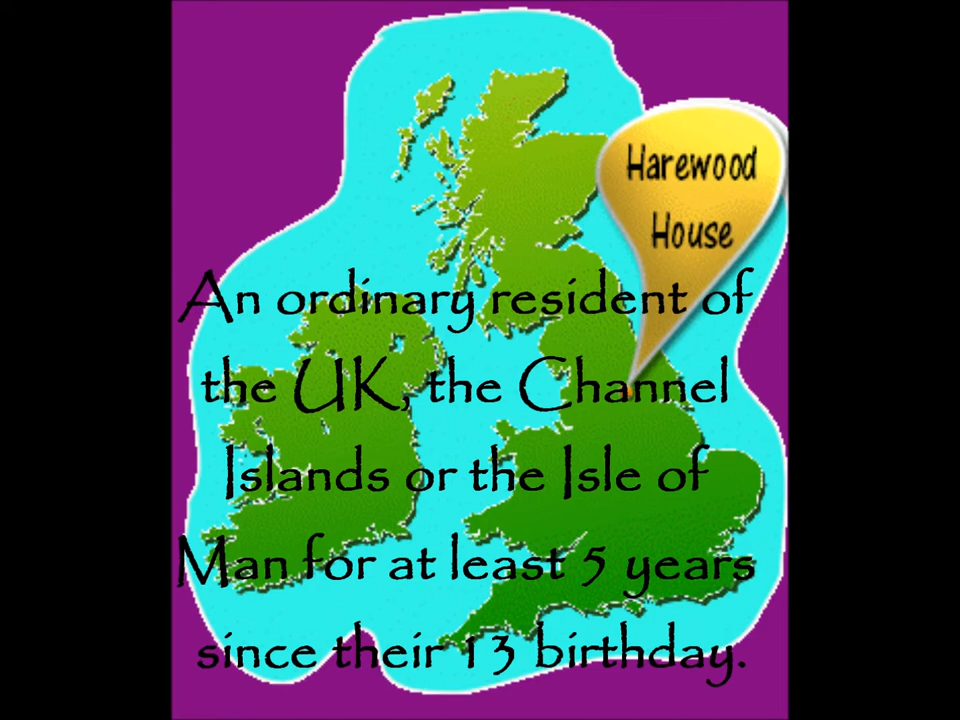 Harewood
House
An ordinary resident of
the UK, the Channel
Islands or the Isle of
Man for at least 5 years
since their 13 birthday.